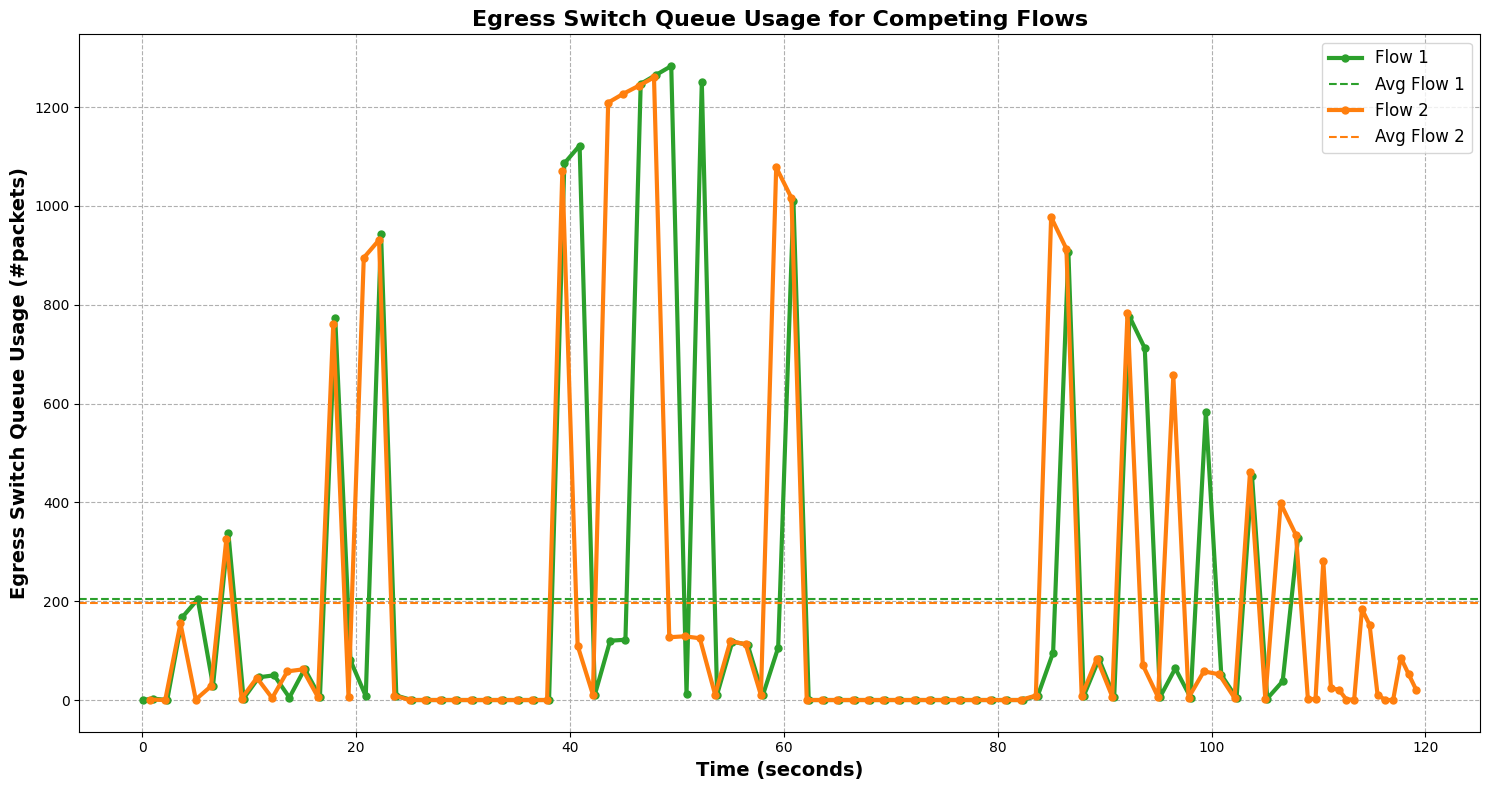 Egress Switch Queue Usage for Competing Flows
Egress Switch Queue Usage (#packets)
1200
1000
800
600
400
200
0
Flow 1
Avg Flow 1
Flow 2
Avg Flow 2
0 20 40 60 80 100 120
Time (seconds)